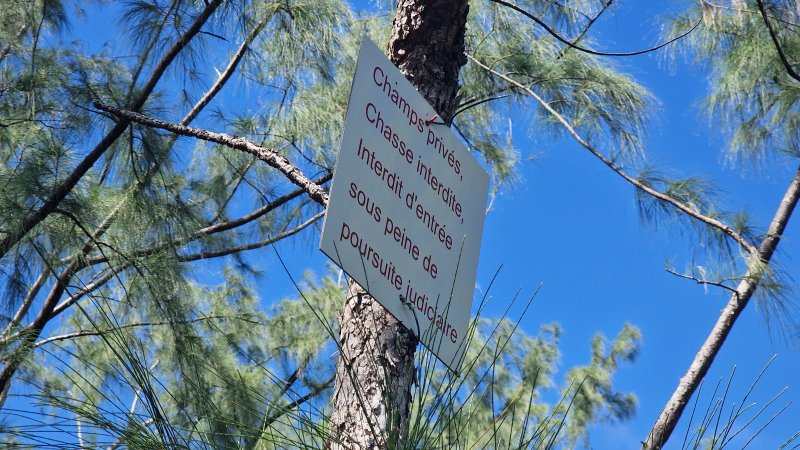 Champs privés,
Chasse interdite,
Interdit d'entrée
sous peine de
poursuite judiciaire